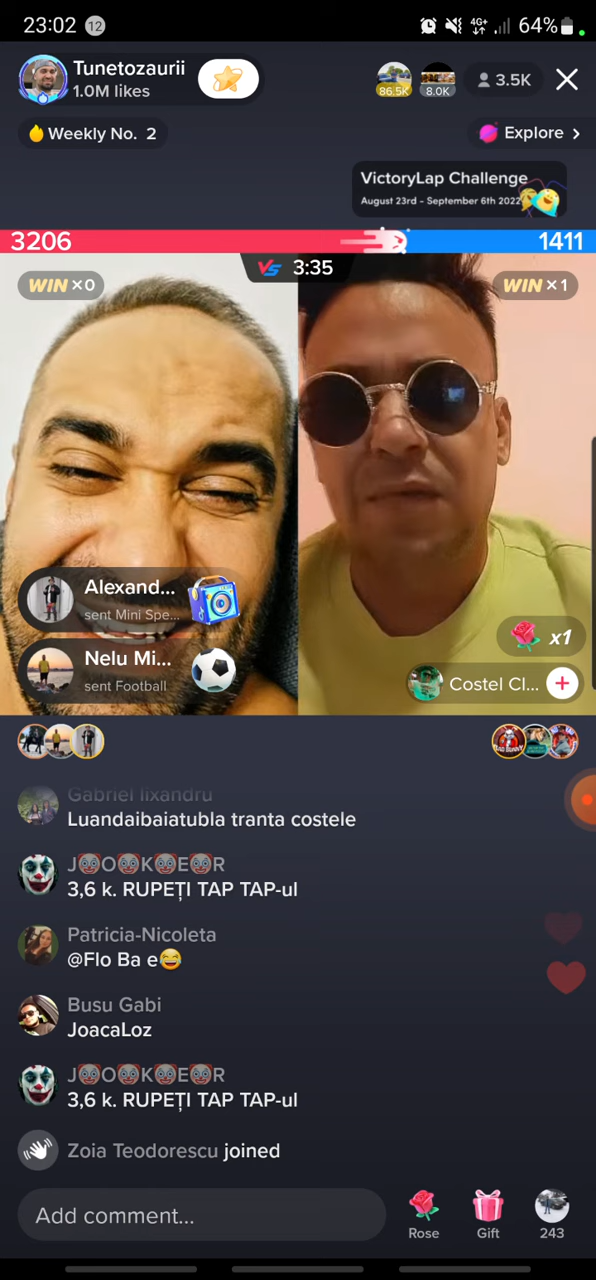 23:02 12 4G+ 64%
Tunetozaurii
1.0M likes
86.5K 8.0K 3.5K
Weekly No. 2
Explore >
VictoryLap Challenge
August 23rd - September 6th 2022
3206 1411
VS 3:35
WIN ×0 WIN ×1
Alexand...
sent Mini Spe...
x1
Nelu Mi...
sent Football
Costel Cl... +
Gabriel lixandru
Luandaibaiatubla tranta costele
J🤡O🤡K🤡E🤡R
3,6 k. RUPEȚI TAP TAP-ul
Patricia-Nicoleta
@Flo Ba e😂
Busu Gabi
JoacaLoz
J🤡O🤡K🤡E🤡R
3,6 k. RUPEȚI TAP TAP-ul
Zoia Teodorescu joined
Add comment...
Rose Gift 243